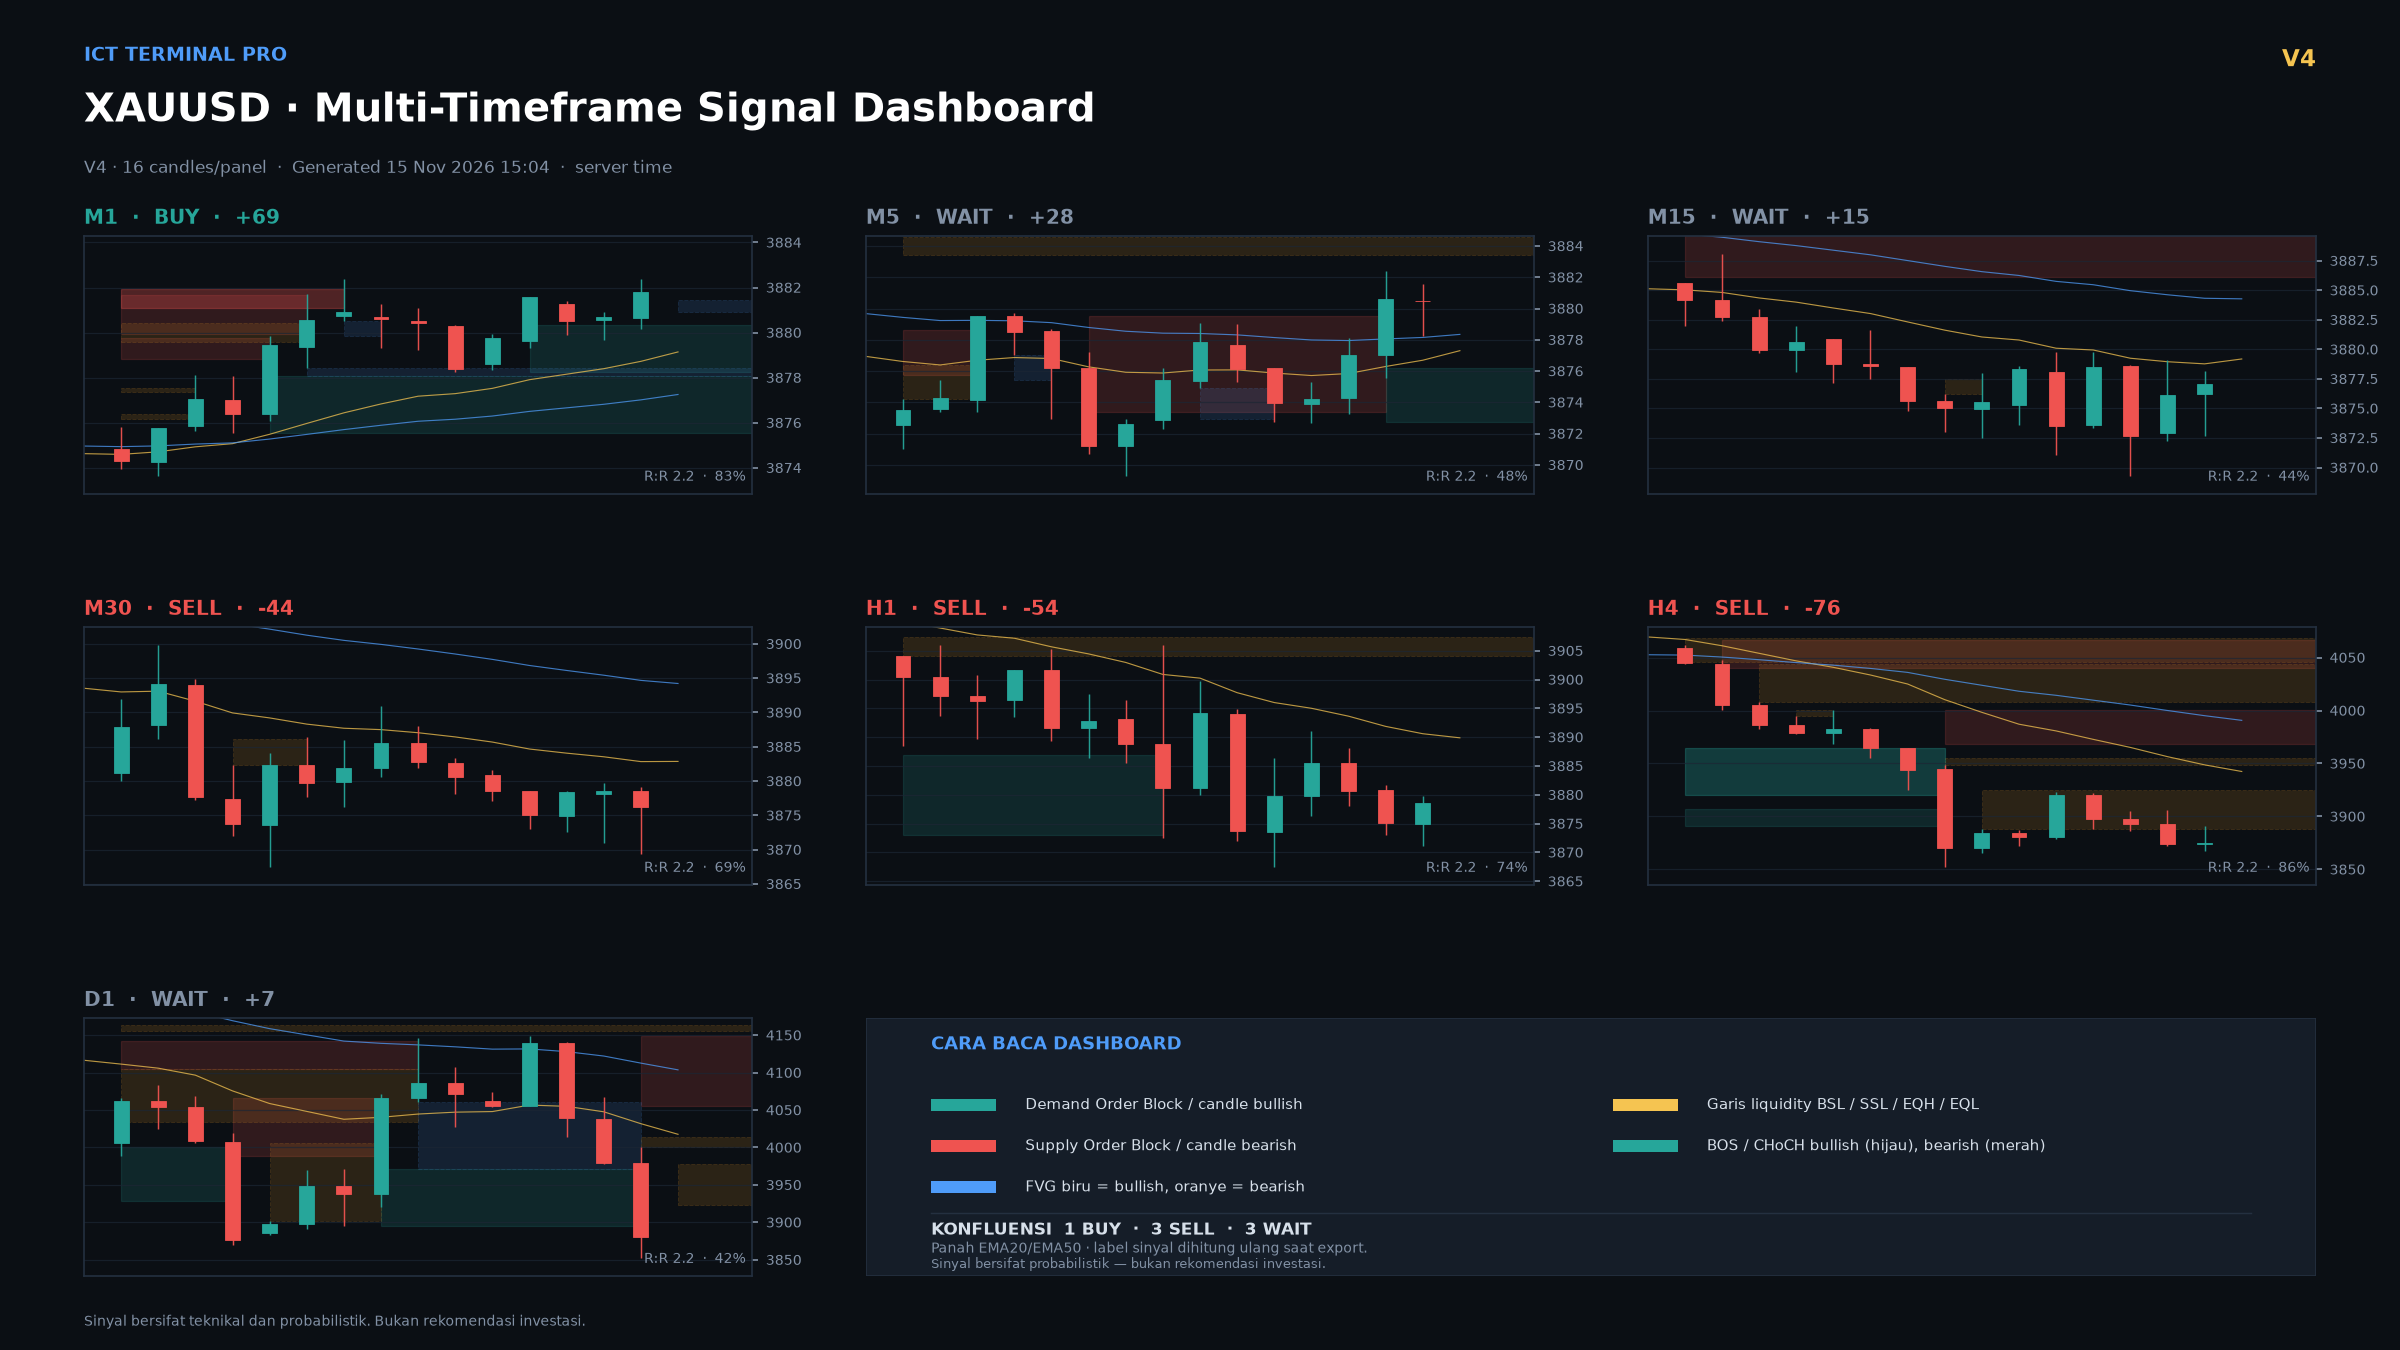 ICT TERMINAL PRO
V4
XAUUSD · Multi-Timeframe Signal Dashboard
V4 · 16 candles/panel · Generated 15 Nov 2026 15:04 · server time
M1 · BUY · +69
3884
3882
3880
3878
3876
3874
R:R 2.2 · 83%
M5 · WAIT · +28
3884
3882
3880
3878
3876
3874
3872
3870
R:R 2.2 · 48%
M15 · WAIT · +15
3887.5
3885.0
3882.5
3880.0
3877.5
3875.0
3872.5
3870.0
R:R 2.2 · 44%
M30 · SELL · -44
3900
3895
3890
3885
3880
3875
3870
3865
R:R 2.2 · 69%
H1 · SELL · -54
3905
3900
3895
3890
3885
3880
3875
3870
3865
R:R 2.2 · 74%
H4 · SELL · -76
4050
4000
3950
3900
3850
R:R 2.2 · 86%
D1 · WAIT · +7
4150
4100
4050
4000
3950
3900
3850
R:R 2.2 · 42%
CARA BACA DASHBOARD
Demand Order Block / candle bullish
Garis liquidity BSL / SSL / EQH / EQL
Supply Order Block / candle bearish
BOS / CHoCH bullish (hijau), bearish (merah)
FVG biru = bullish, oranye = bearish
KONFLUENSI 1 BUY · 3 SELL · 3 WAIT
Panah EMA20/EMA50 · label sinyal dihitung ulang saat export.
Sinyal bersifat probabilistik — bukan rekomendasi investasi.
Sinyal bersifat teknikal dan probabilistik. Bukan rekomendasi investasi.